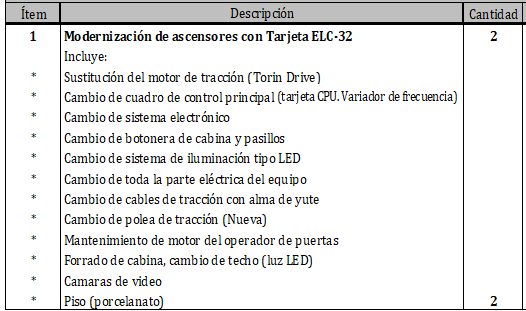 Ítem Descripción Cantidad
1 Modernización de ascensores con Tarjeta ELC-32 2
Incluye:
* Sustitución del motor de tracción (Torin Drive)
* Cambio de cuadro de control principal (tarjeta CPU. Variador de frecuencia)
* Cambio de sistema electrónico
* Cambio de botonera de cabina y pasillos
* Cambio de sistema de iluminación tipo LED
* Cambio de toda la parte eléctrica del equipo
* Cambio de cables de tracción con alma de yute
* Cambio de polea de tracción (Nueva)
* Mantenimiento de motor del operador de puertas
* Forrado de cabina, cambio de techo (luz LED)
* Camaras de video
* Piso (porcelanato) 2